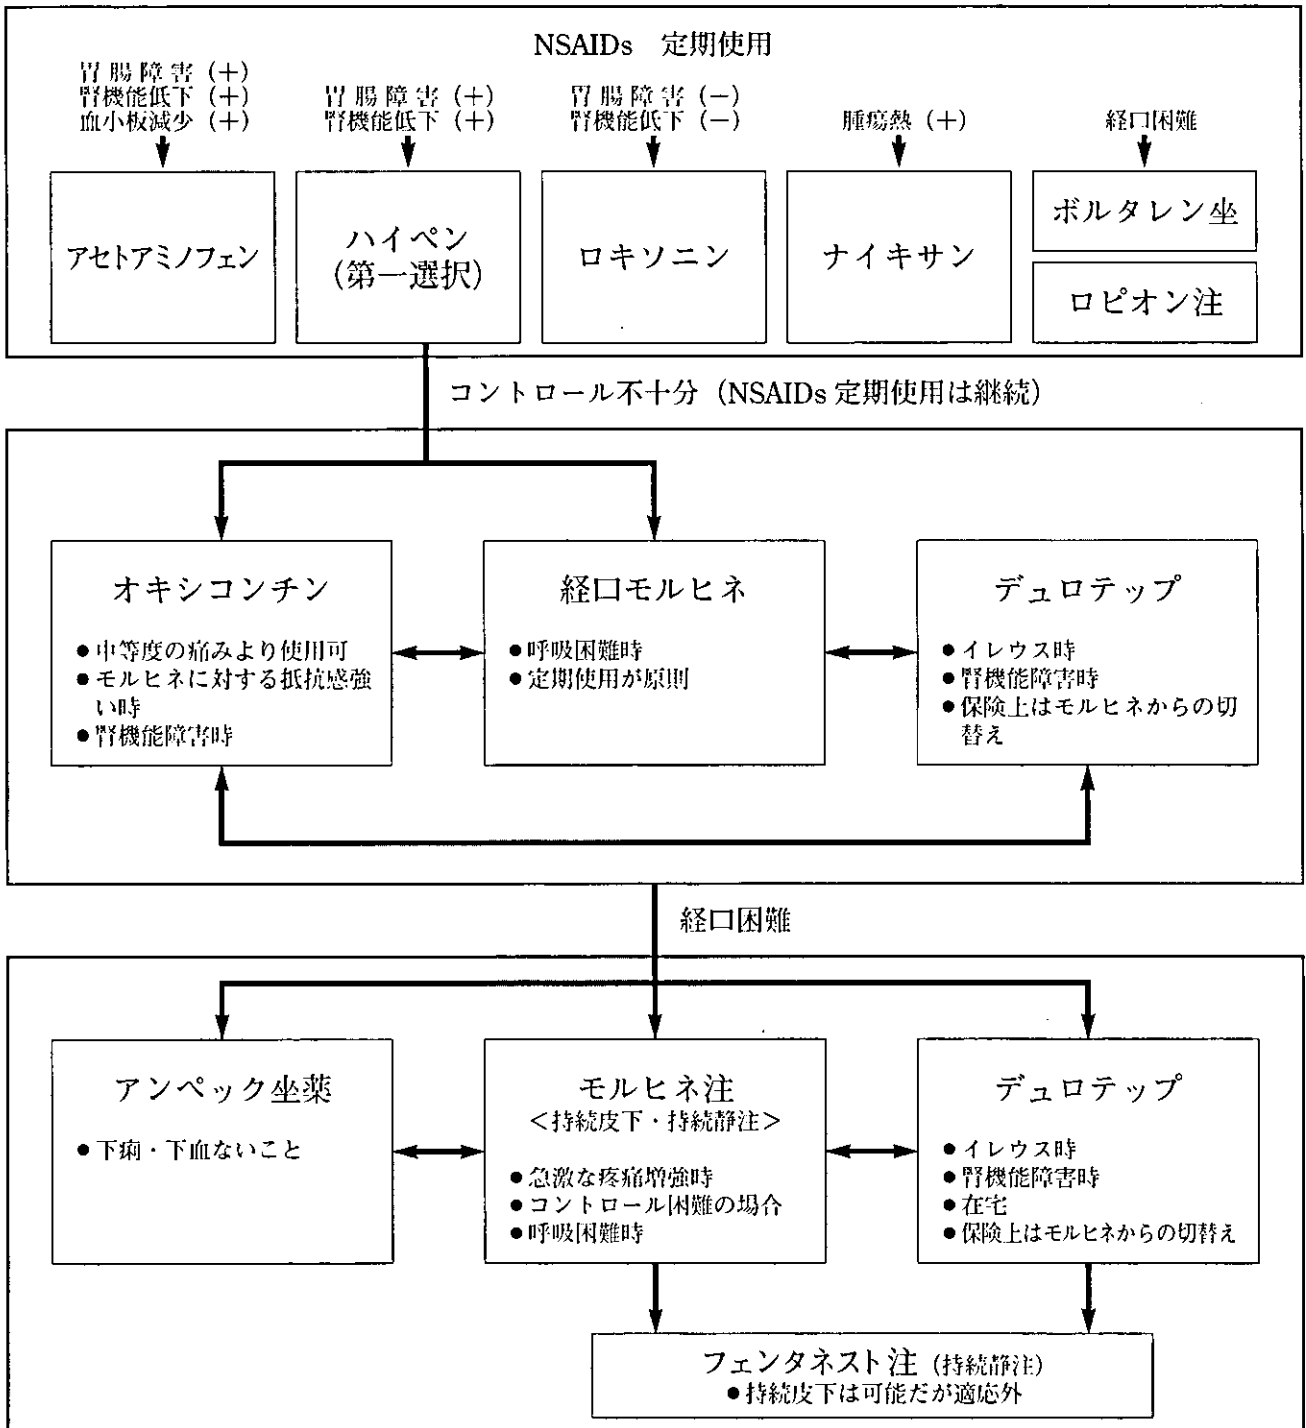 NSAIDs 定期使用
胃腸障害(+)
腎機能低下(+)
血小板減少(+)
胃腸障害(+)
腎機能低下(+)
胃腸障害(-)
腎機能低下(-)
腫瘍熱(+)
経口困難
アセトアミノフェン
ハイペン
(第一選択)
ロキソニン
ナイキサン
ボルタレン坐
ロピオン注
コントロール不十分(NSAIDs 定期使用は継続)
オキシコンチン
●中等度の痛みより使用可
●モルヒネに対する抵抗感強
い時
●腎機能障害時
経口モルヒネ
●呼吸困難時
●定期使用が原則
デュロテップ
●イレウス時
●腎機能障害時
●保険上はモルヒネからの切
替え
経口困難
アンペック坐薬
●下痢・下血ないこと
モルヒネ注
<持続皮下・持続静注>
●急激な疼痛増強時
●コントロール困難の場合
●呼吸困難時
デュロテップ
●イレウス時
●腎機能障害時
●在宅
●保険上はモルヒネからの切替え
フェンタネスト注(持続静注)
●持続皮下は可能だが適応外